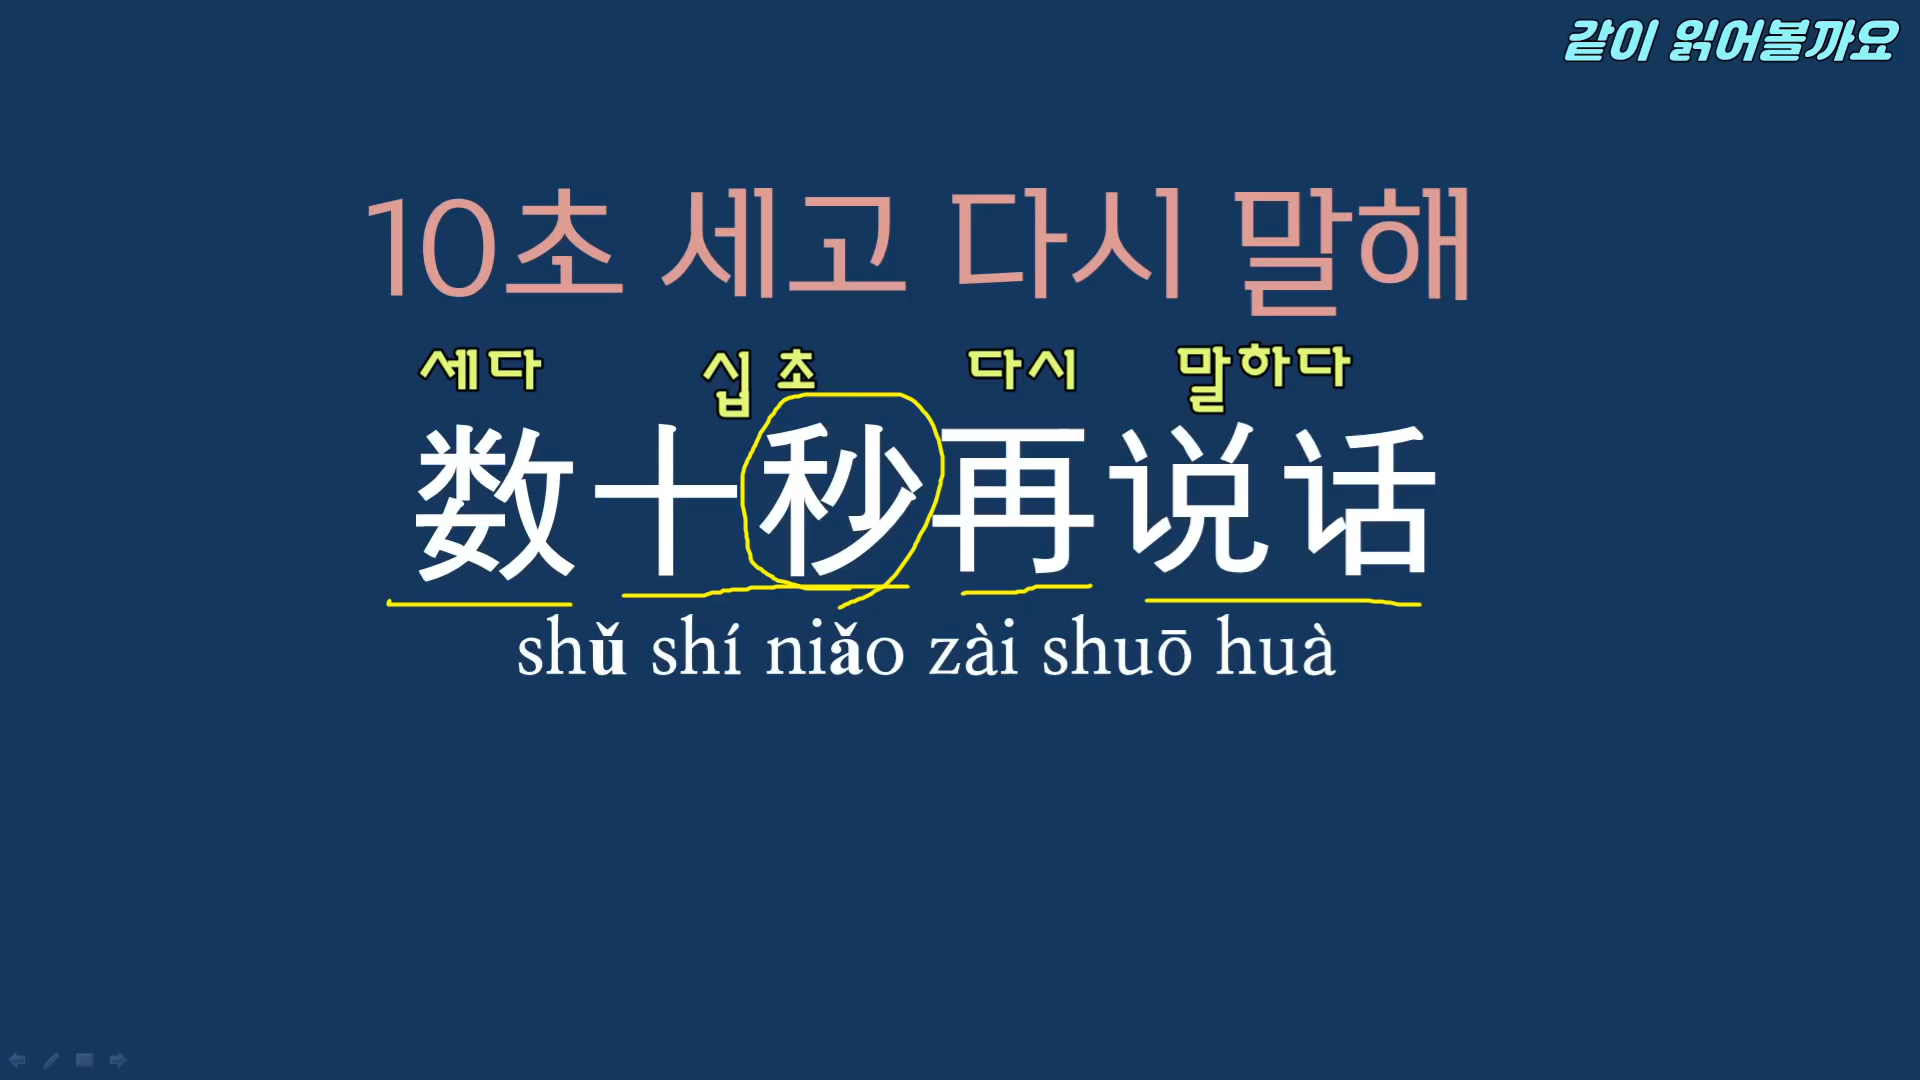 같이 읽어볼까요
10초 세고 다시 말해
세다 십 초 다시 말하다
数十秒再说话
shǔ shí niǎo zài shuō huà